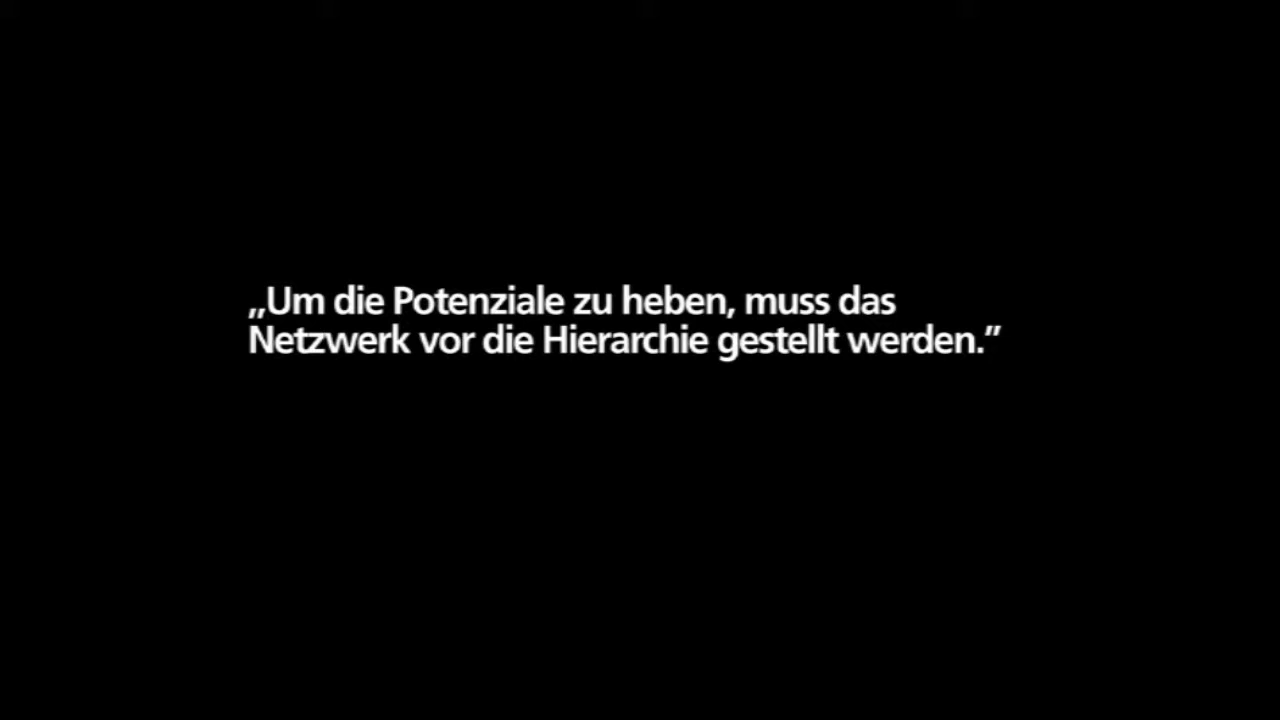 „Um die Potenziale zu heben, muss das
Netzwerk vor die Hierarchie gestellt werden.”